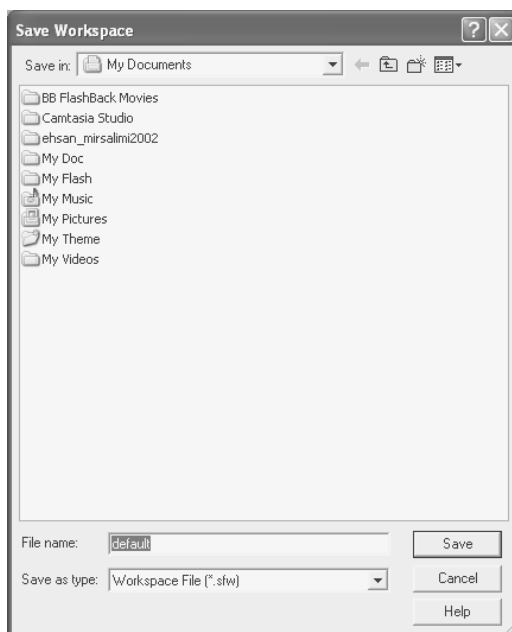 Save Workspace
Save in: My Documents
BB FlashBack Movies
Camtasia Studio
ehsan_mirsalimi2002
My Doc
My Flash
My Music
My Pictures
My Theme
My Videos
File name: default Save
Save as type: Workspace File (*.sfw) Cancel
Help